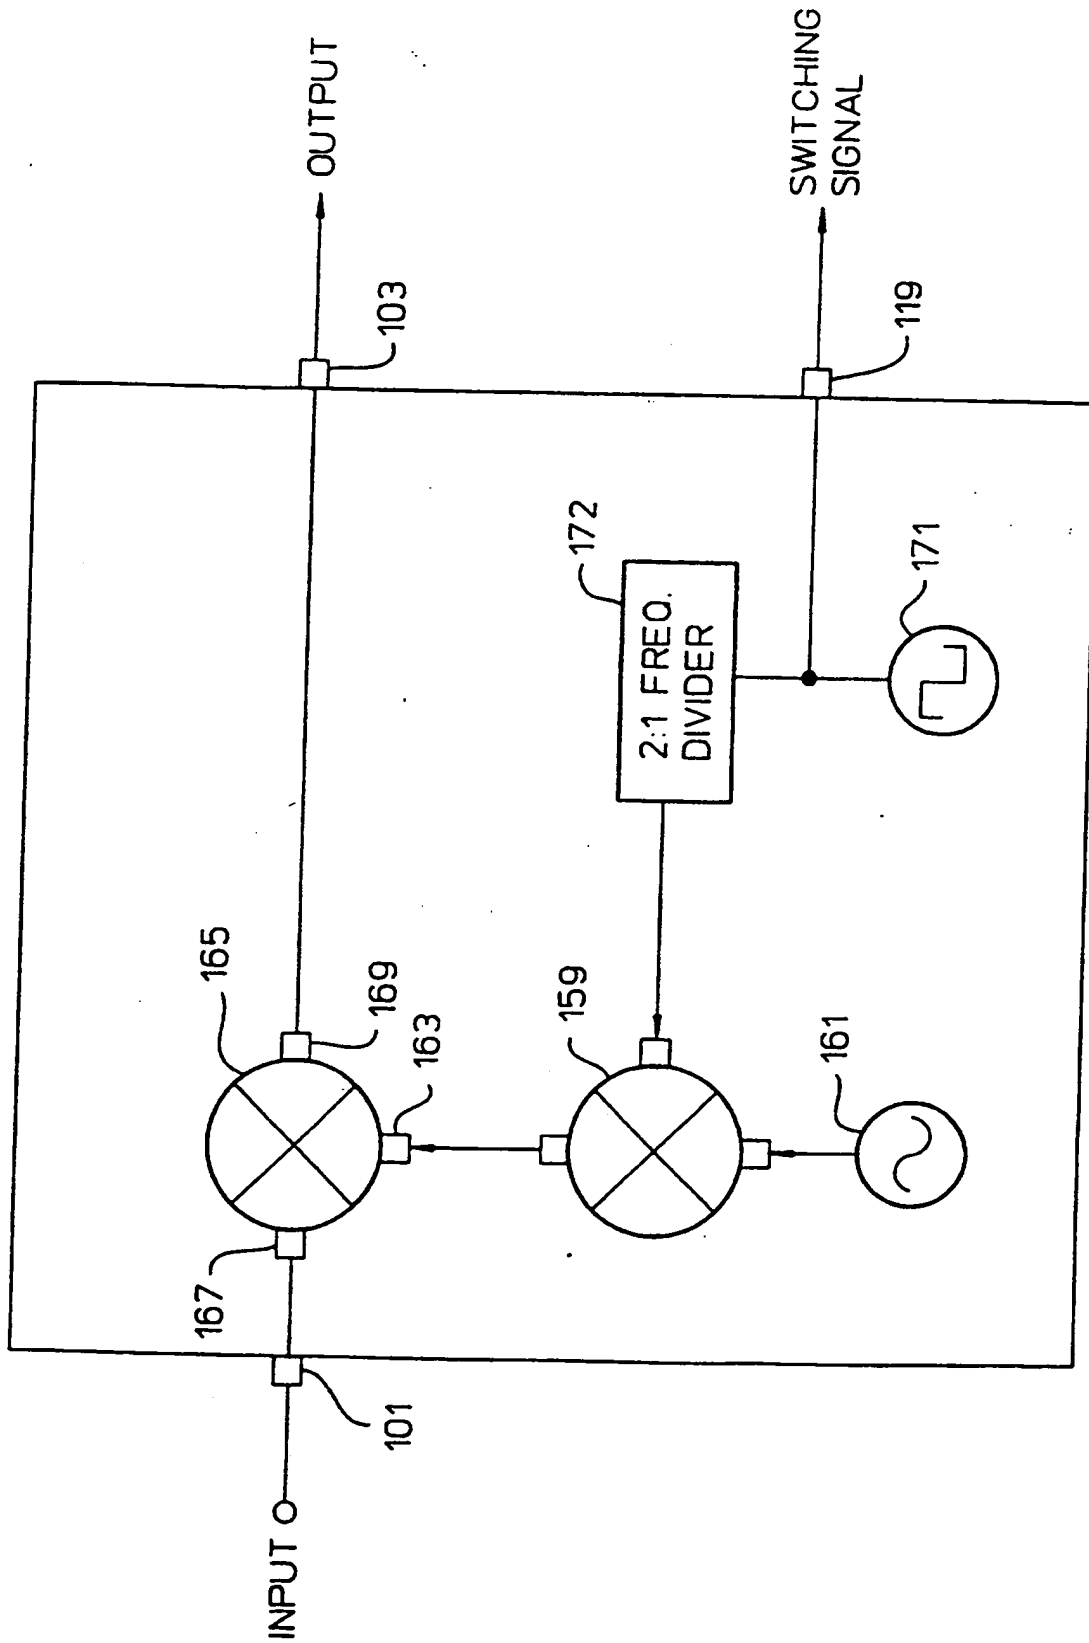 INPUT
101
167
165
169
163
159
161
2:1 FREQ.
DIVIDER
172
171
103
OUTPUT
119
SWITCHING
SIGNAL